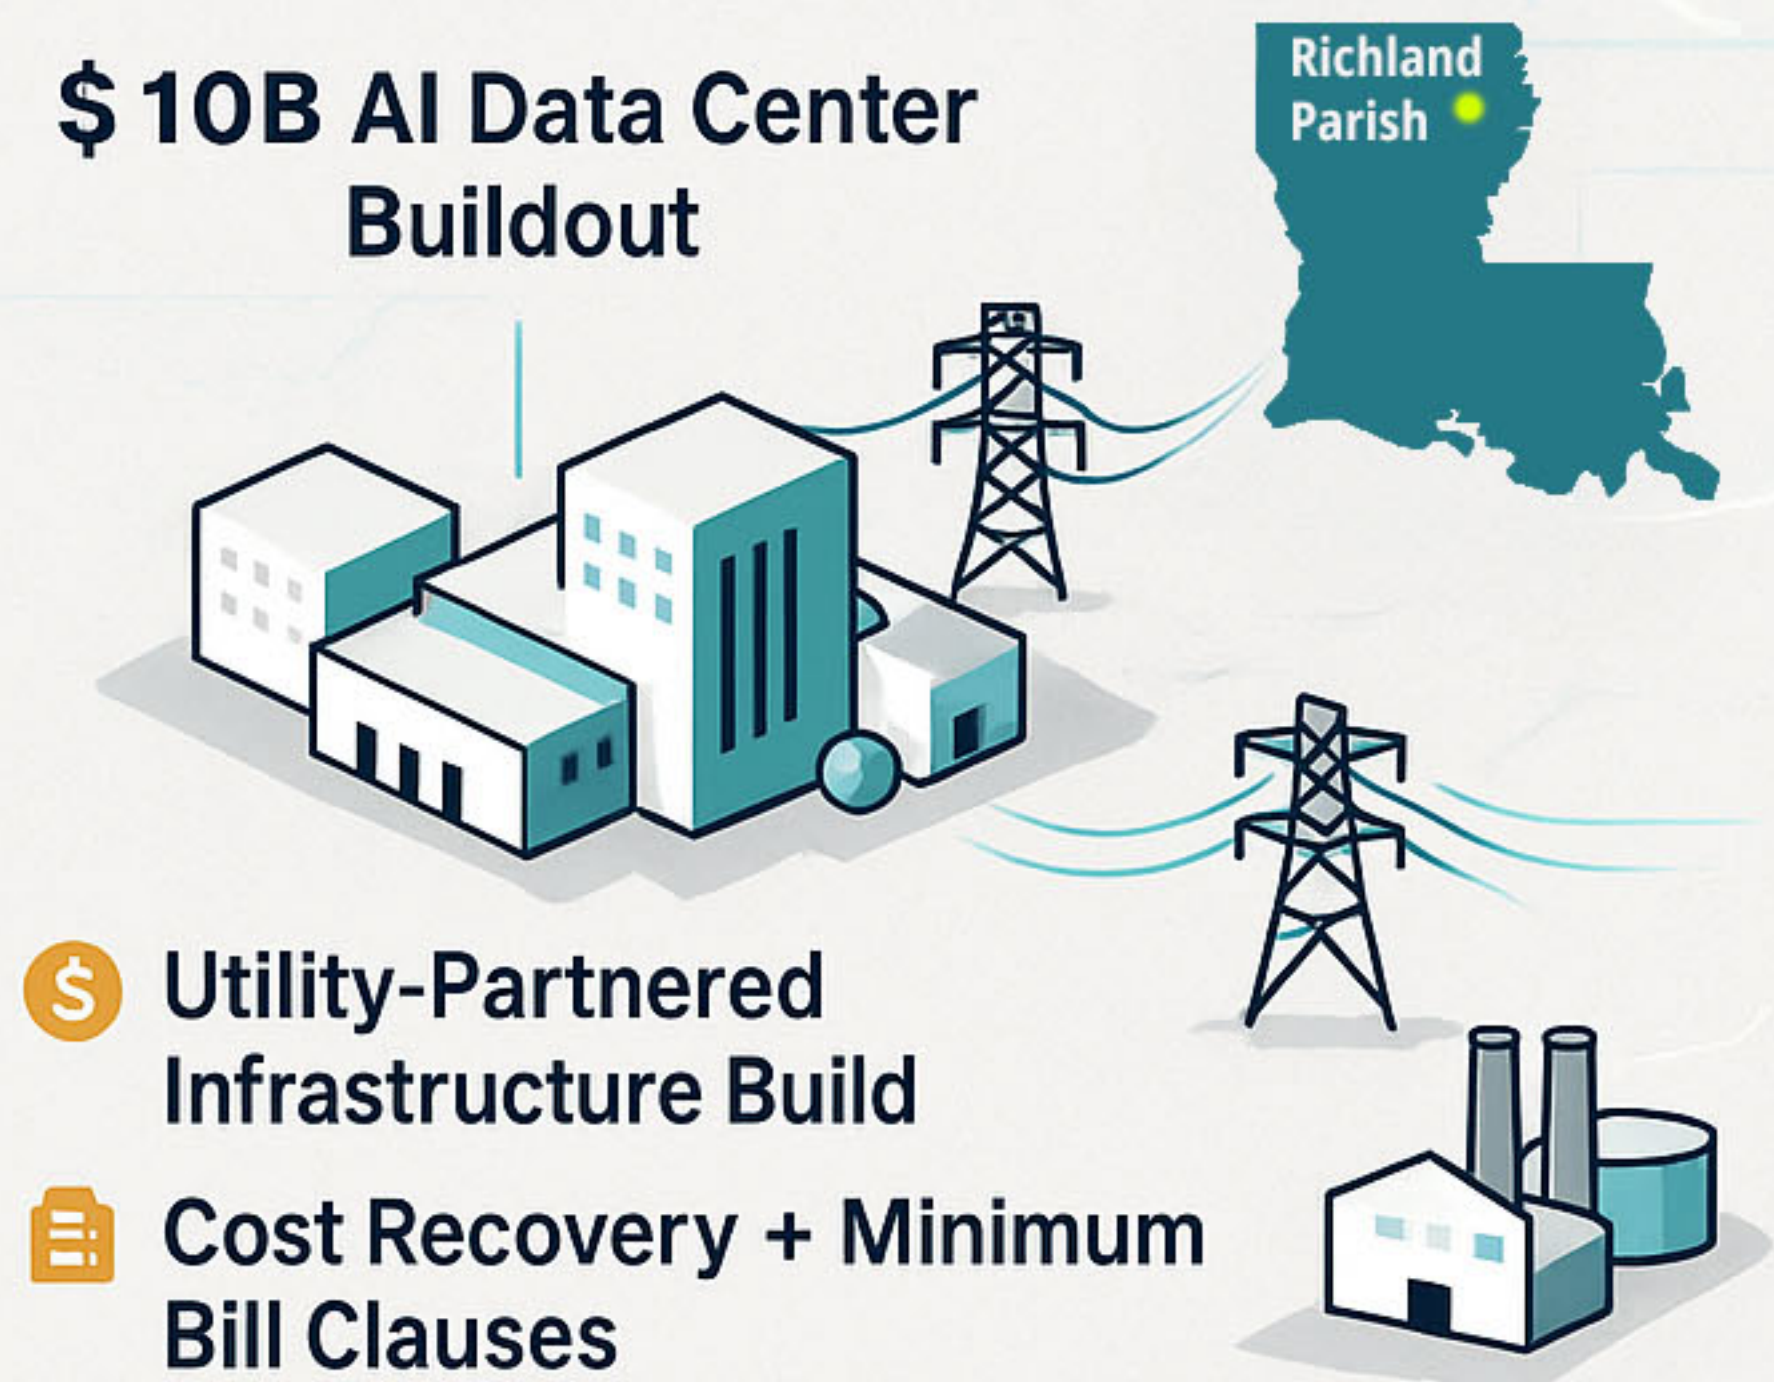 $ 10B AI Data Center
Buildout
Richland
Parish
$
Utility-Partnered
Infrastructure Build
Cost Recovery + Minimum
Bill Clauses